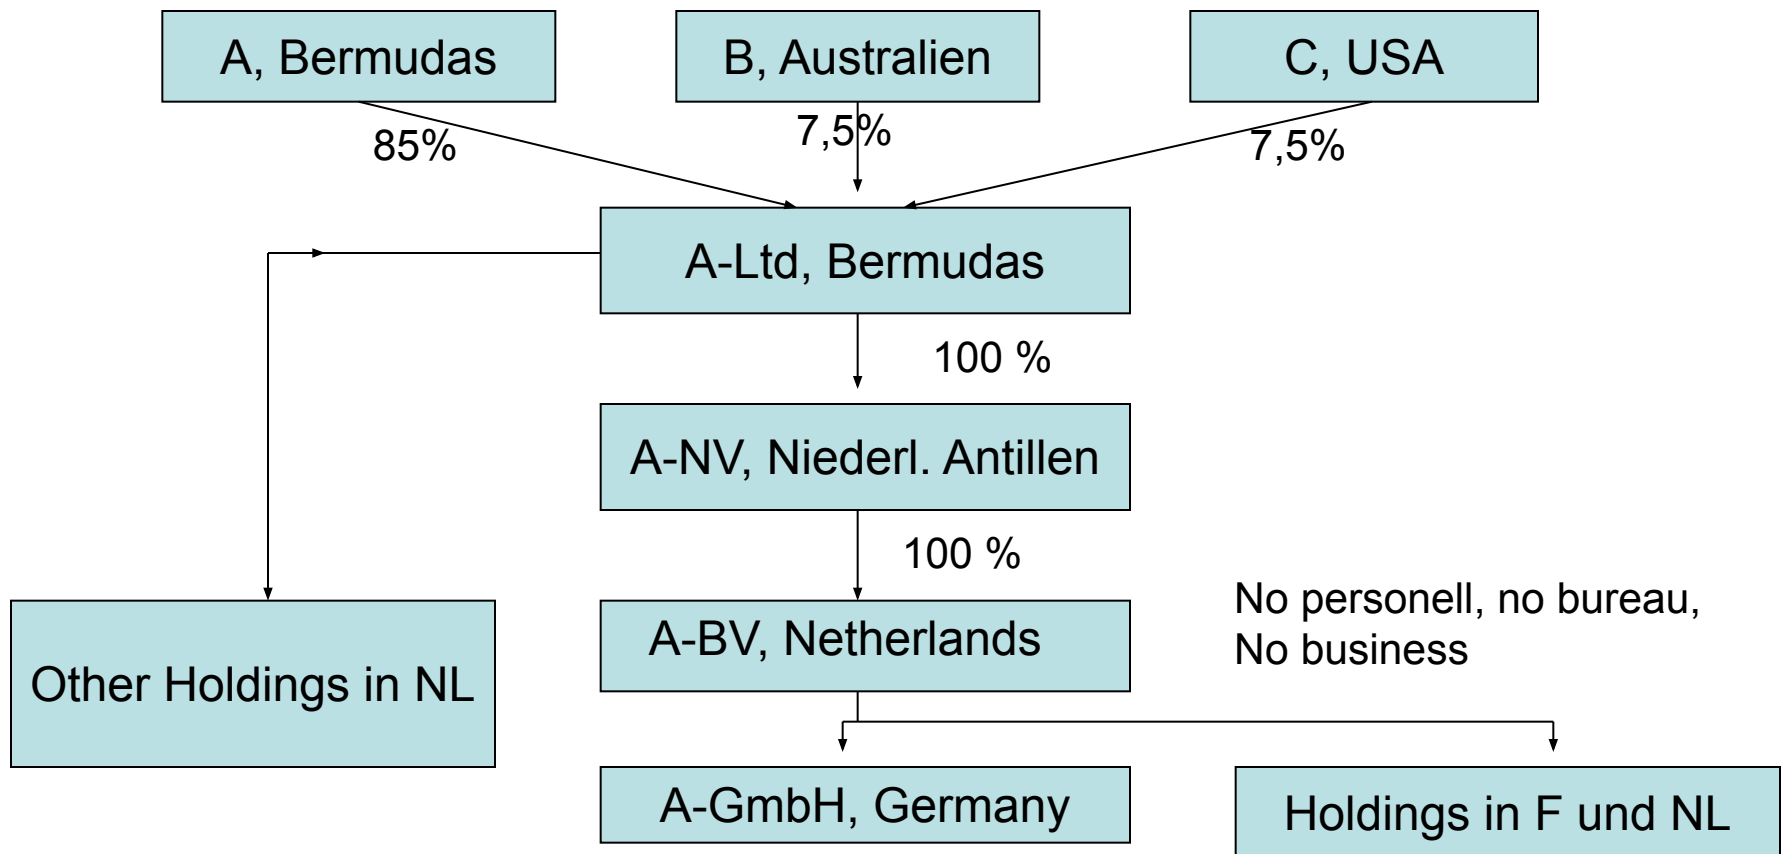 A, Bermudas
B, Australien
C, USA
85%
7,5%
7,5%
A-Ltd, Bermudas
100 %
A-NV, Niederl. Antillen
100 %
No personell, no bureau,
No business
A-BV, Netherlands
Other Holdings in NL
A-GmbH, Germany
Holdings in F und NL